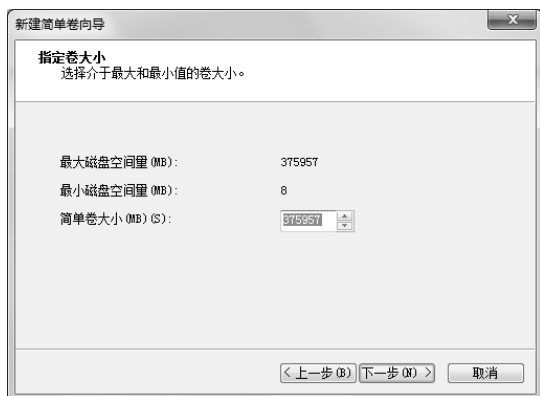 新建简单卷向导
指定卷大小
选择介于最大和最小值的卷大小。
最大磁盘空间量(MB): 375957
最小磁盘空间量(MB): 8
简单卷大小(MB)(S): 375957
< 上一步(B) 下一步(N) > 取消